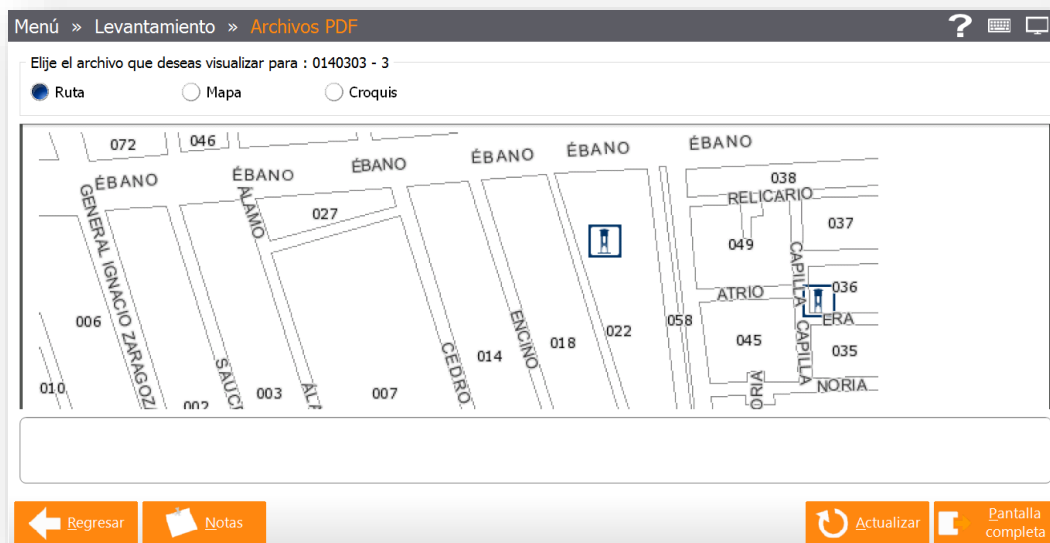 Menú » Levantamiento » Archivos PDF
?
Elije el archivo que deseas visualizar para : 0140303 - 3
Ruta
Mapa
Croquis
072
046
ÉBANO
ÉBANO
ÉBANO
ÉBANO
ÉBANO
ÉBANO
038
RELICARIO
GENERAL IGNACIO ZARAGOZ
ÁLAMO
027
037
049
CAPILLA
ATRIO
036
006
ENCINO
058
ERA
022
018
045
CAPILLA
035
014
CEDRO
SAUC
010
002
003
007
NORIA
ORIA
Regresar
Notas
Actualizar
Pantalla
completa